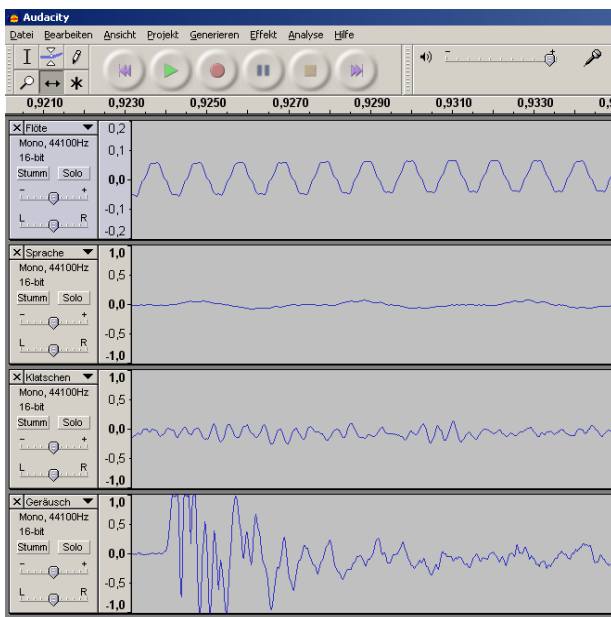 Audacity
Datei Bearbeiten Ansicht Projekt Generieren Effekt Analyse Hilfe
0,9210 0,9230 0,9250 0,9270 0,9290 0,9310 0,9330
Flöte
Mono, 44100Hz
16-bit
Stumm Solo
- +
L R
0,2
0,1
0,0
-0,1
-0,2
Sprache
Mono, 44100Hz
16-bit
Stumm Solo
- +
L R
1,0
0,5
0,0
-0,5
-1,0
Klatschen
Mono, 44100Hz
16-bit
Stumm Solo
- +
L R
1,0
0,5
0,0
-0,5
-1,0
Geräusch
Mono, 44100Hz
16-bit
Stumm Solo
- +
L R
1,0
0,5
0,0
-0,5
-1,0